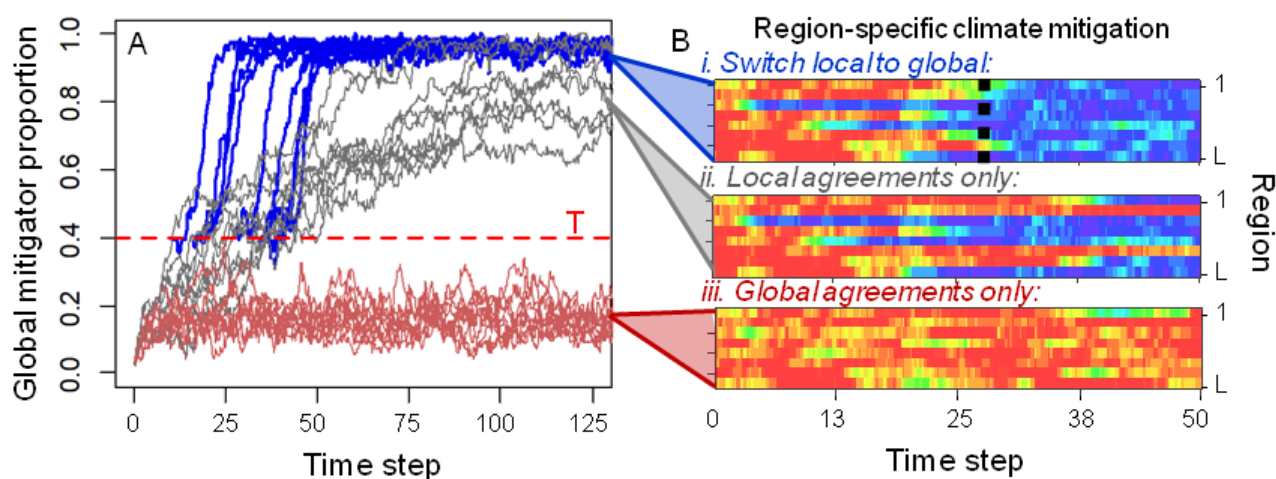 Region-specific climate mitigation
A
B
i. Switch local to global:
ii. Local agreements only:
iii. Global agreements only:
T
Global mitigator proportion
0.0
0.2
0.4
0.6
0.8
1.0
0
25
50
75
100
125
Time step
1
L
1
L
1
L
Region
0
13
25
38
50
Time step